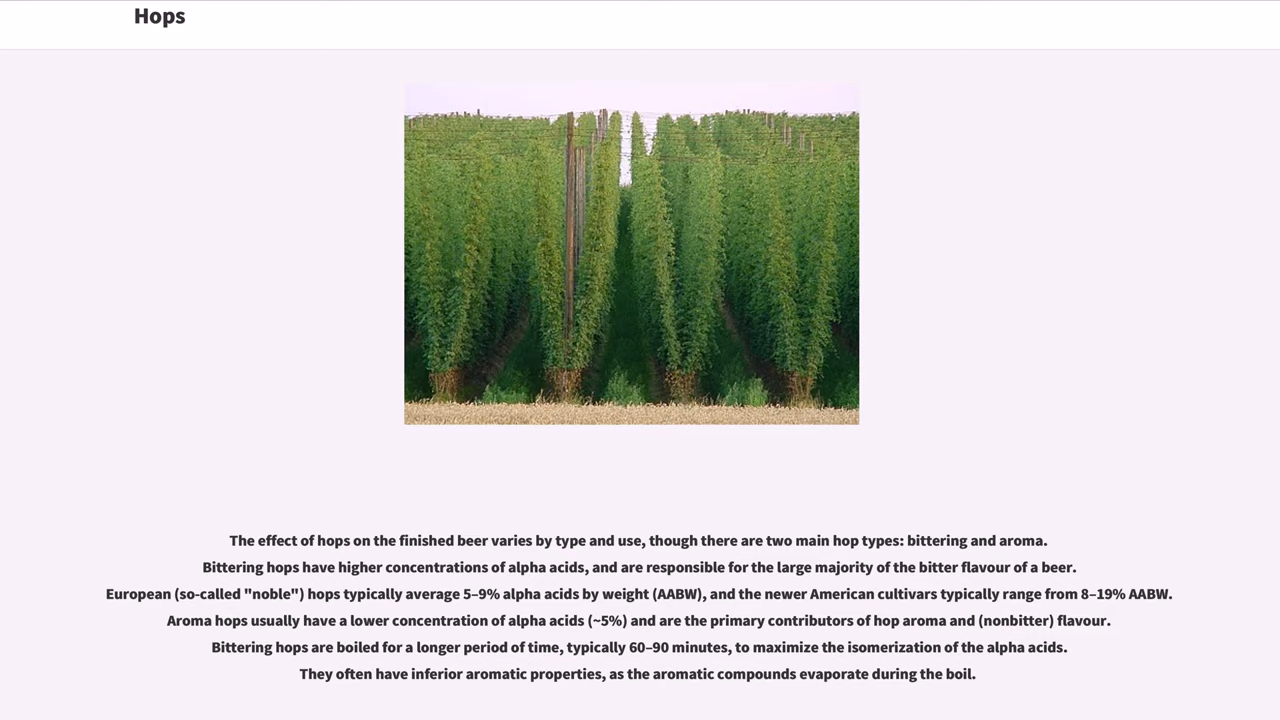 Hops
The effect of hops on the finished beer varies by type and use, though there are two main hop types: bittering and aroma.
Bittering hops have higher concentrations of alpha acids, and are responsible for the large majority of the bitter flavour of a beer.
European (so-called "noble") hops typically average 5–9% alpha acids by weight (AABW), and the newer American cultivars typically range from 8–19% AABW.
Aroma hops usually have a lower concentration of alpha acids (~5%) and are the primary contributors of hop aroma and (nonbitter) flavour.
Bittering hops are boiled for a longer period of time, typically 60–90 minutes, to maximize the isomerization of the alpha acids.
They often have inferior aromatic properties, as the aromatic compounds evaporate during the boil.